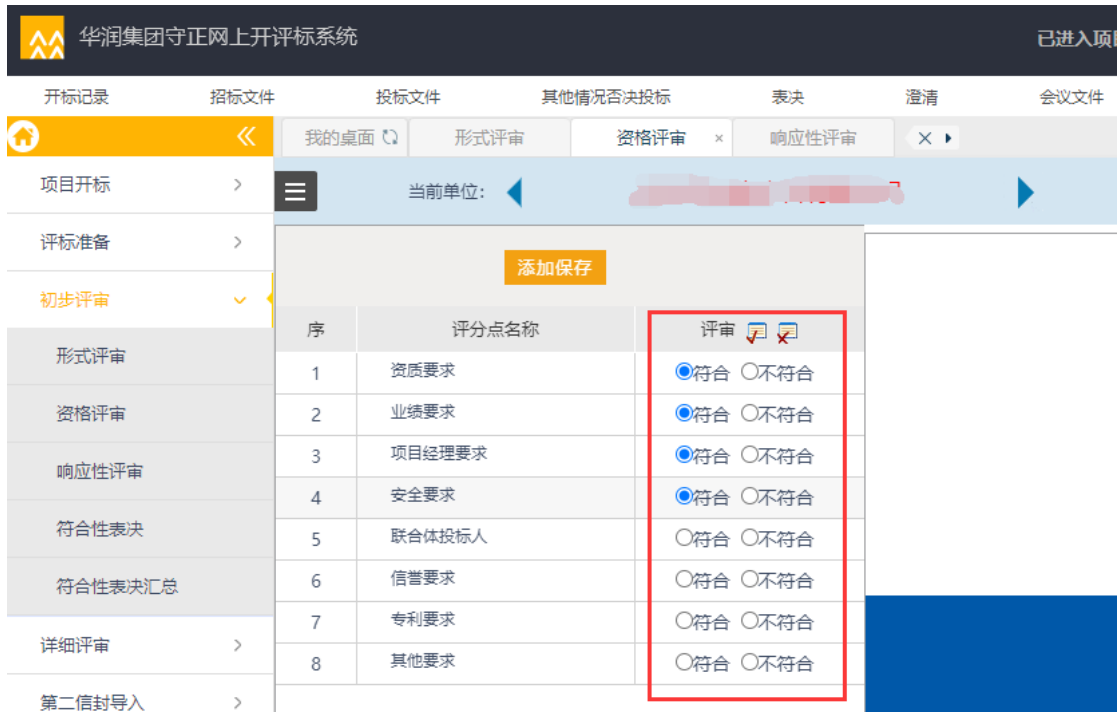 华润集团守正网上开评标系统
已进入项目
开标记录 招标文件 投标文件 其他情况否决投标 表决 澄清 会议文件
我的桌面 形式评审 资格评审 × 响应性评审
项目开标
当前单位:
评标准备
添加保存
初步评审
序 评分点名称 评审
形式评审
1 资质要求 符合 不符合
资格评审
2 业绩要求 符合 不符合
3 项目经理要求 符合 不符合
响应性评审
4 安全要求 符合 不符合
符合性表决
5 联合体投标人 符合 不符合
符合性表决汇总
6 信誉要求 符合 不符合
7 专利要求 符合 不符合
详细评审
8 其他要求 符合 不符合
第二信封导入